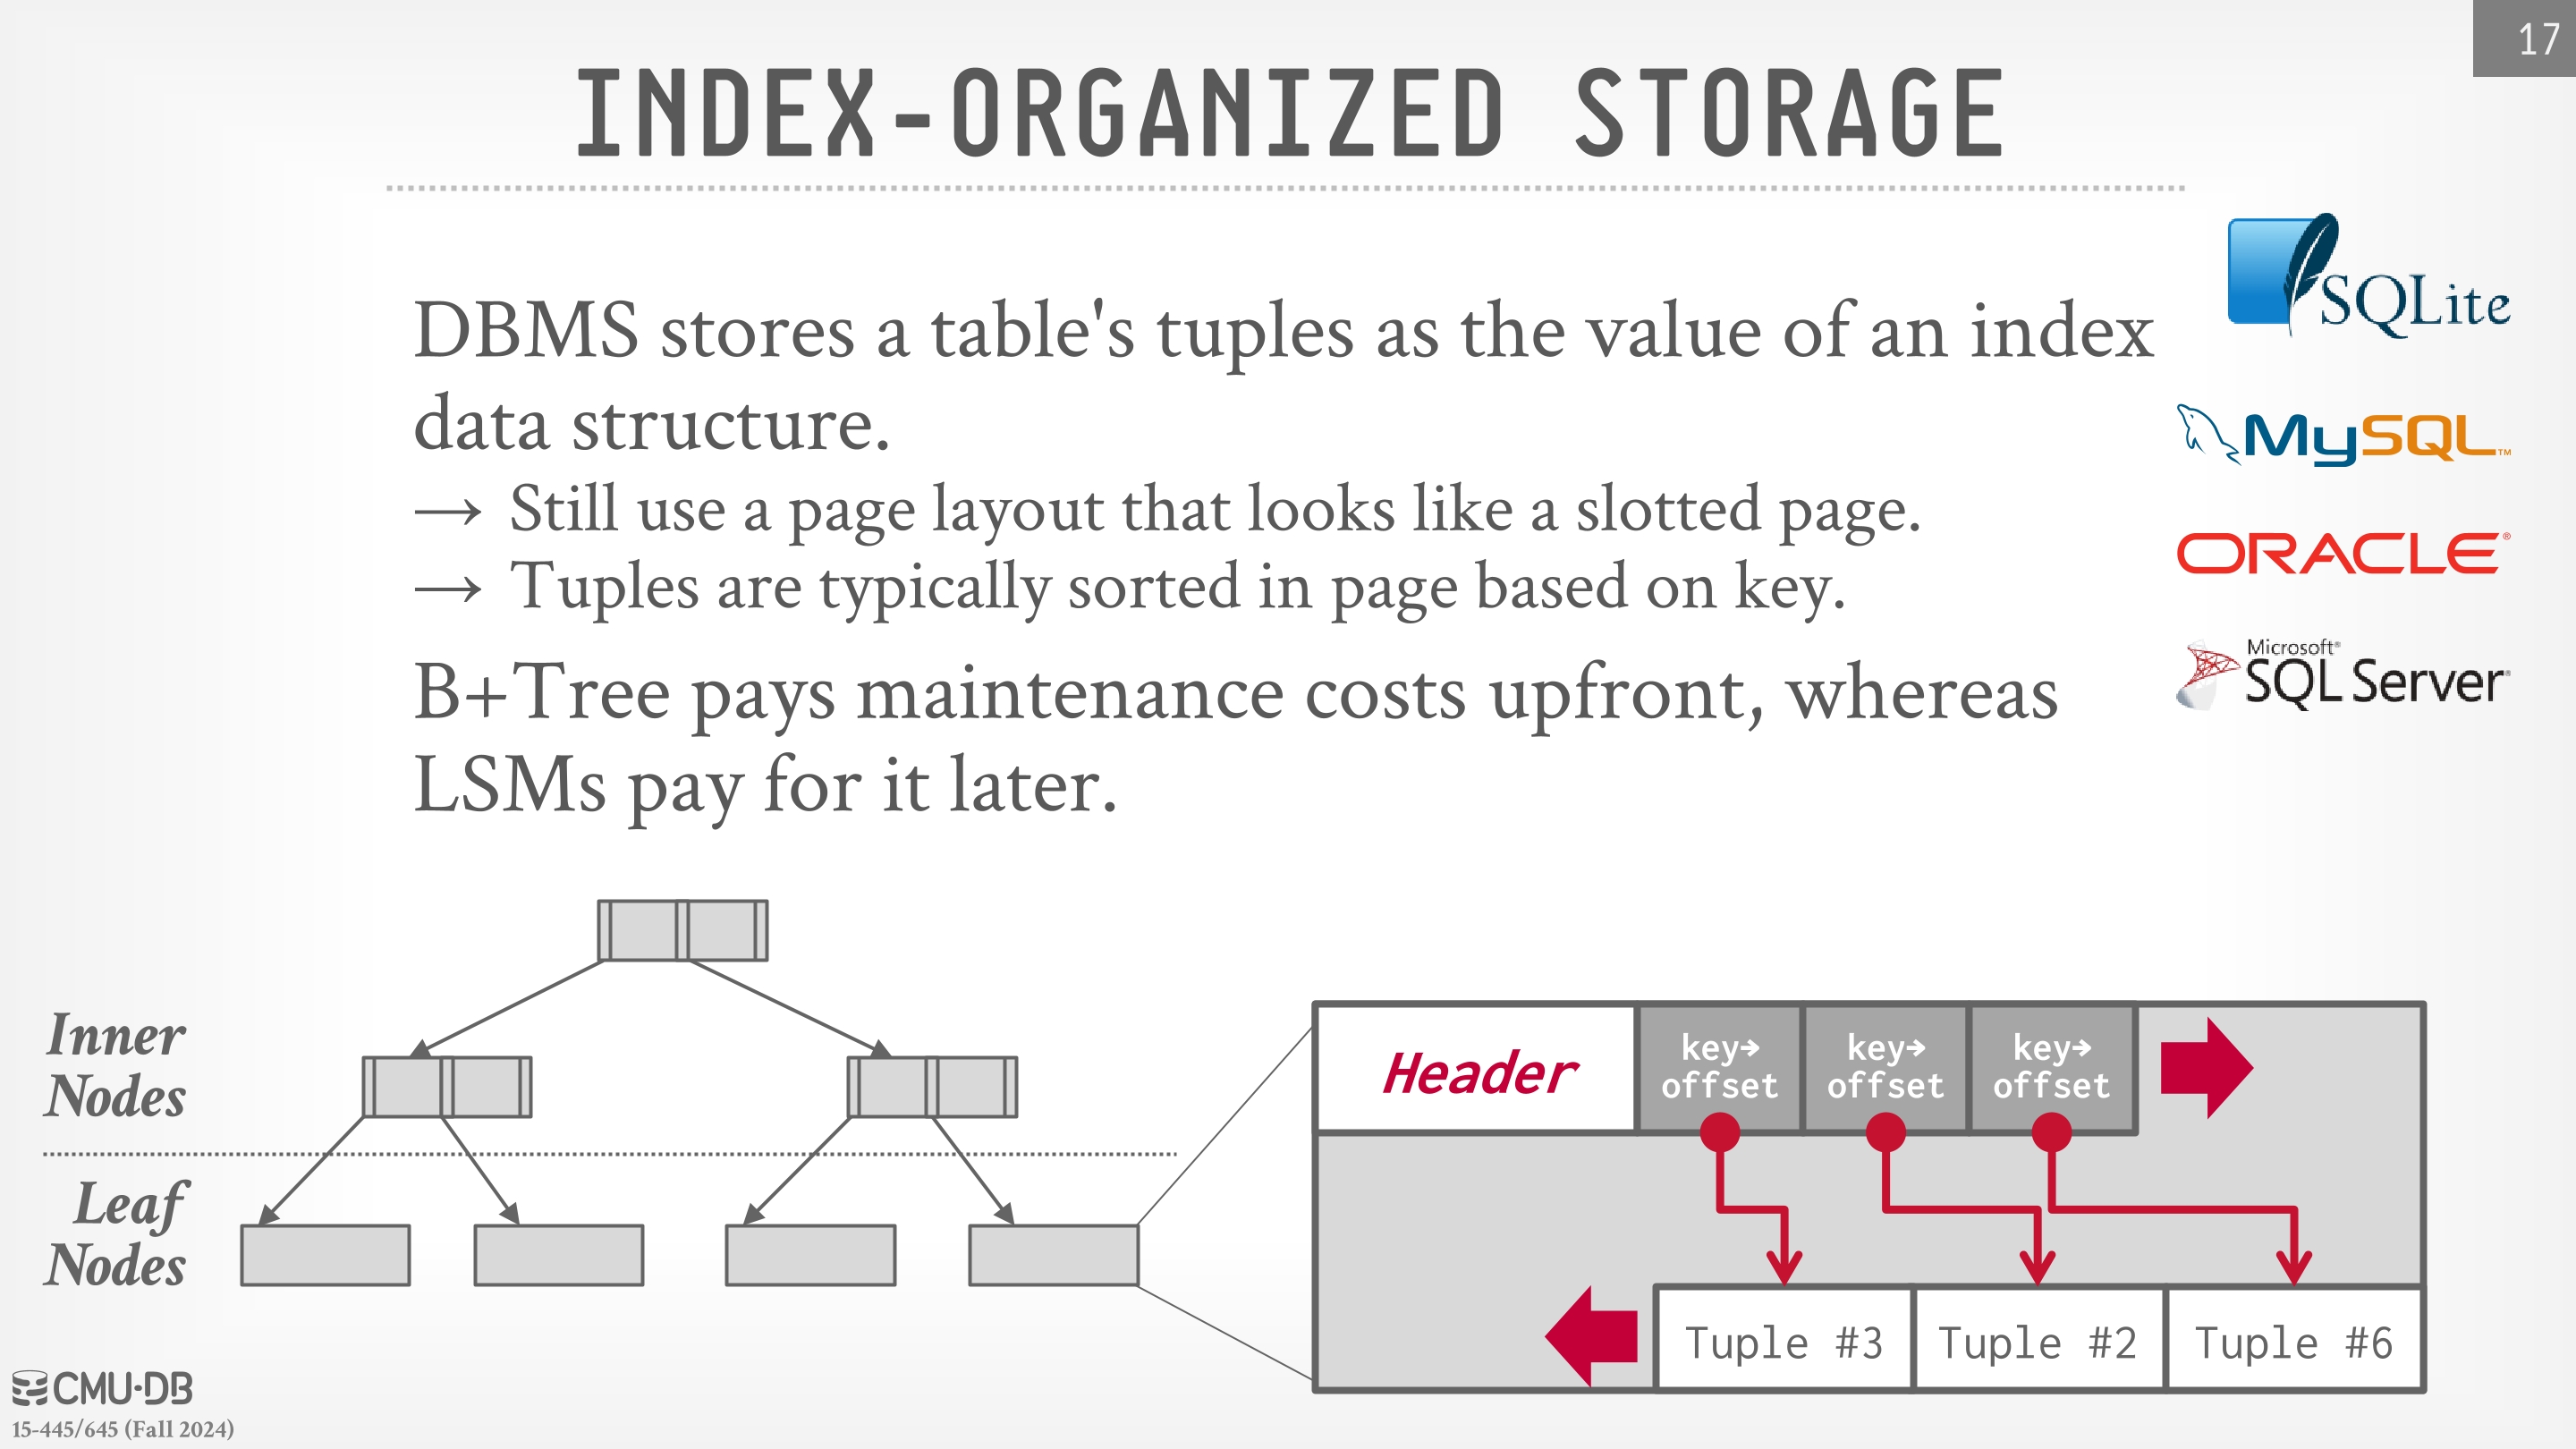 17
INDEX-ORGANIZED STORAGE
DBMS stores a table's tuples as the value of an index
data structure.
→ Still use a page layout that looks like a slotted page.
→ Tuples are typically sorted in page based on key.
B+Tree pays maintenance costs upfront, whereas
LSMs pay for it later.
SQLite
MySQL™
ORACLE®
Microsoft®
SQL Server®
Inner
Nodes
Leaf
Nodes
Header
key→
offset
key→
offset
key→
offset
Tuple #3
Tuple #2
Tuple #6
CMU·DB
15-445/645 (Fall 2024)